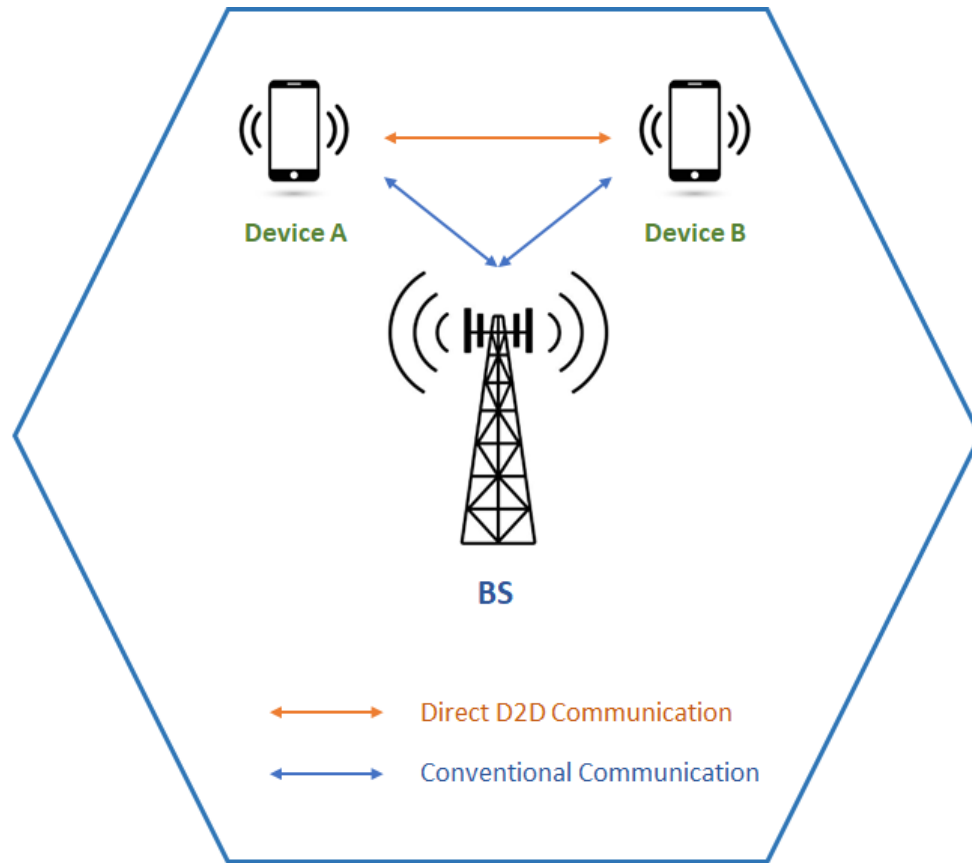 Device A
Device B
BS
Direct D2D Communication
Conventional Communication